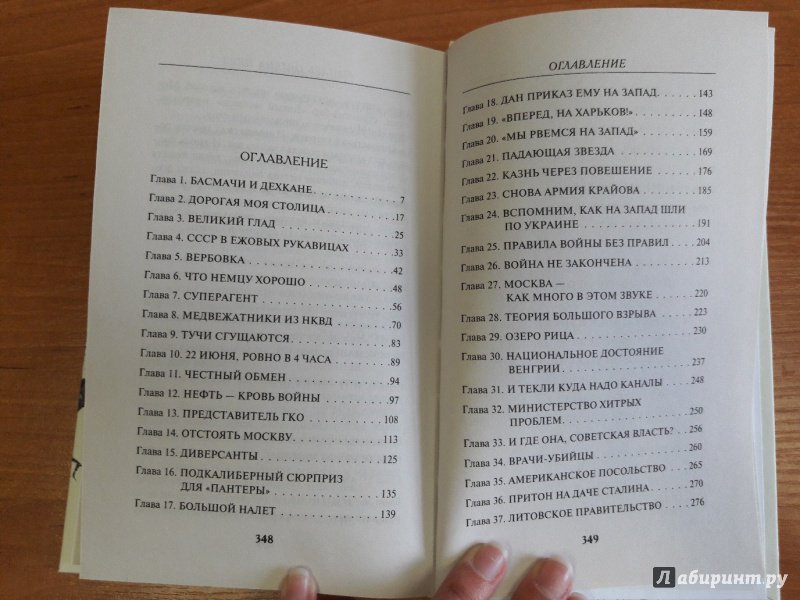 ОГЛАВЛЕНИЕ
Глава 1. БАСМАЧИ И ДЕХКАНЕ. . . . . . . . . . . 7
Глава 2. ДОРОГАЯ МОЯ СТОЛИЦА . . . . . . . . . 17
Глава 3. ВЕЛИКИЙ ГЛАД . . . . . . . . . . . . . 25
Глава 4. СССР В ЕЖОВЫХ РУКАВИЦАХ . . . . . 33
Глава 5. ВЕРБОВКА . . . . . . . . . . . . . . . 42
Глава 6. ЧТО НЕМЦУ ХОРОШО . . . . . . . . . . 48
Глава 7. СУПЕРАГЕНТ . . . . . . . . . . . . . . 56
Глава 8. МЕДВЕЖАТНИКИ ИЗ НКВД . . . . . . . 70
Глава 9. ТУЧИ СГУЩАЮТСЯ . . . . . . . . . . . . 83
Глава 10. 22 ИЮНЯ, РОВНО В 4 ЧАСА . . . . . . . 89
Глава 11. ЧЕСТНЫЙ ОБМЕН . . . . . . . . . . . . 94
Глава 12. НЕФТЬ — КРОВЬ ВОЙНЫ . . . . . . . . 97
Глава 13. ПРЕДСТАВИТЕЛЬ ГКО . . . . . . . . . 108
Глава 14. ОТСТОЯТЬ МОСКВУ. . . . . . . . . . . 113
Глава 15. ДИВЕРСАНТЫ . . . . . . . . . . . . . 125
Глава 16. ПОДКАЛИБЕРНЫЙ СЮРПРИЗ
ДЛЯ «ПАНТЕРЫ» . . . . . . . . . . . . 135
Глава 17. БОЛЬШОЙ НАЛЕТ . . . . . . . . . . . 139
348
ОГЛАВЛЕНИЕ
Глава 18. ДАН ПРИКАЗ ЕМУ НА ЗАПАД. . . . . . 143
Глава 19. «ВПЕРЕД, НА ХАРЬКОВ!» . . . . . . . . 148
Глава 20. «МЫ РВЕМСЯ НА ЗАПАД» . . . . . . . 159
Глава 21. ПАДАЮЩАЯ ЗВЕЗДА . . . . . . . . . . 169
Глава 22. КАЗНЬ ЧЕРЕЗ ПОВЕШЕНИЕ . . . . . . 176
Глава 23. СНОВА АРМИЯ КРАЙОВА . . . . . . . . 185
Глава 24. ВСПОМНИМ, КАК НА ЗАПАД ШЛИ
ПО УКРАИНЕ . . . . . . . . . . . . . . 191
Глава 25. ПРАВИЛА ВОЙНЫ БЕЗ ПРАВИЛ . . . . 204
Глава 26. ВОЙНА НЕ ЗАКОНЧЕНА . . . . . . . . 213
Глава 27. МОСКВА —
КАК МНОГО В ЭТОМ ЗВУКЕ . . . . . 220
Глава 28. ТЕОРИЯ БОЛЬШОГО ВЗРЫВА . . . . . 223
Глава 29. ОЗЕРО РИЦА . . . . . . . . . . . . . 230
Глава 30. НАЦИОНАЛЬНОЕ ДОСТОЯНИЕ
ВЕНГРИИ . . . . . . . . . . . . . . . . 237
Глава 31. И ТЕКЛИ КУДА НАДО КАНАЛЫ . . . . 248
Глава 32. МИНИСТЕРСТВО ХИТРЫХ
ПРОБЛЕМ. . . . . . . . . . . . . . . . 250
Глава 33. И ГДЕ ОНА, СОВЕТСКАЯ ВЛАСТЬ? . . 256
Глава 34. ВРАЧИ-УБИЙЦЫ . . . . . . . . . . . . 260
Глава 35. АМЕРИКАНСКОЕ ПОСОЛЬСТВО . . . . 265
Глава 36. ПРИТОН НА ДАЧЕ СТАЛИНА. . . . . . 270
Глава 37. ЛИТОВСКОЕ ПРАВИТЕЛЬСТВО . . . . 276
349
Лабиринт.ру